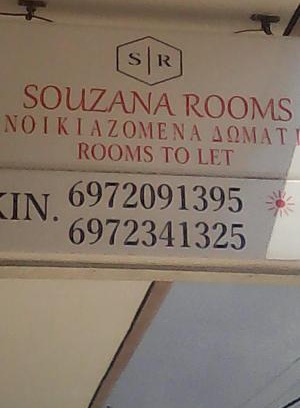 S|R
SOUZANA ROOMS
ΝΟΙΚΙΑΖΟΜΕΝΑ ΔΩΜΑΤΙ
ROOMS TO LET
ΚΙΝ. 6972091395
6972341325